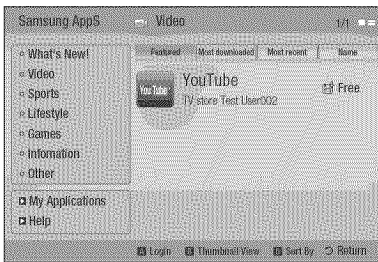 Samsung AppS
Video
1/1
What's New!
Video
Sports
Lifestyle
Games
Infomation
Other
My Applications
Help
Featured Most downloaded Most recent Name
You Tube
YouTube
TV store Test User002
Free
A Login B Thumbnail View D Sort By Return